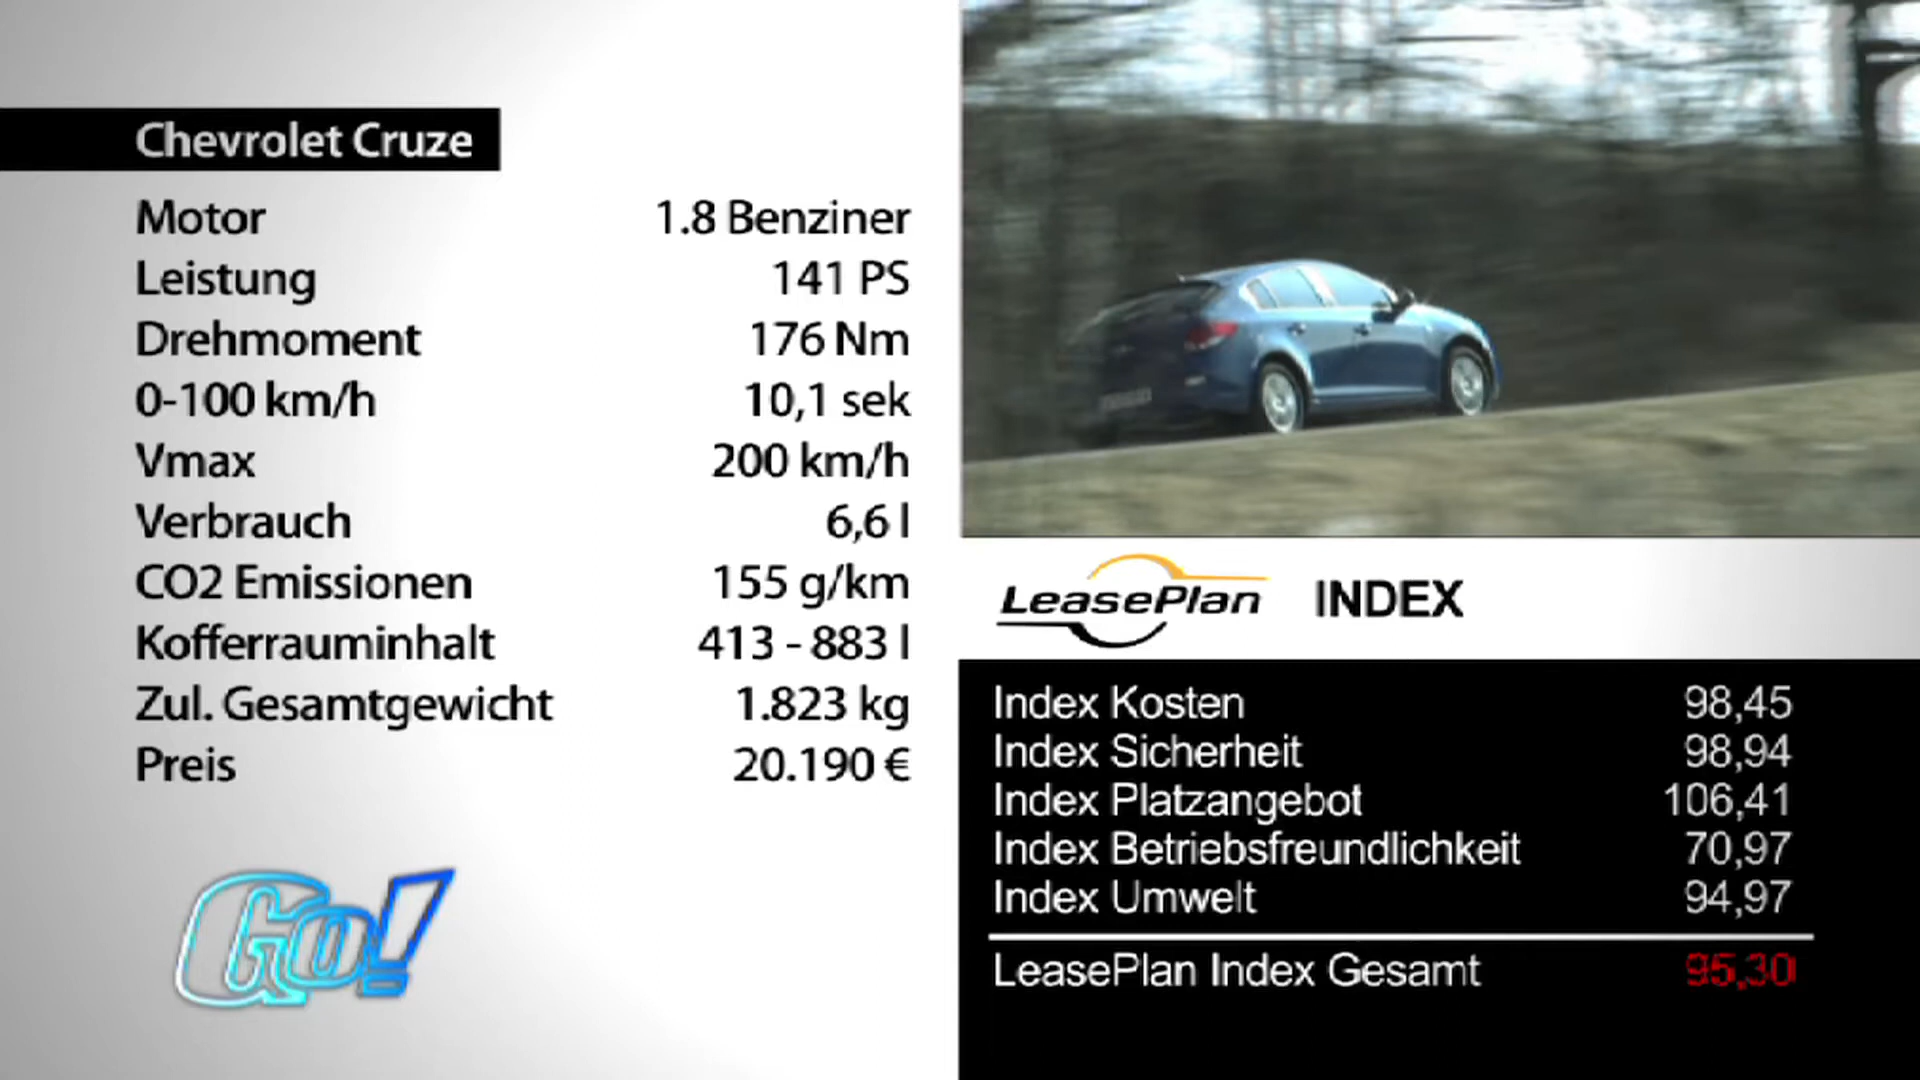 Chevrolet Cruze
Motor 1.8 Benziner
Leistung 141 PS
Drehmoment 176 Nm
0-100 km/h 10,1 sek
Vmax 200 km/h
Verbrauch 6,6 l
CO2 Emissionen 155 g/km
Kofferrauminhalt 413 - 883 l
Zul. Gesamtgewicht 1.823 kg
Preis 20.190 €
Go!
LeasePlan INDEX
Index Kosten 98,45
Index Sicherheit 98,94
Index Platzangebot 106,41
Index Betriebsfreundlichkeit 70,97
Index Umwelt 94,97
LeasePlan Index Gesamt 95,30